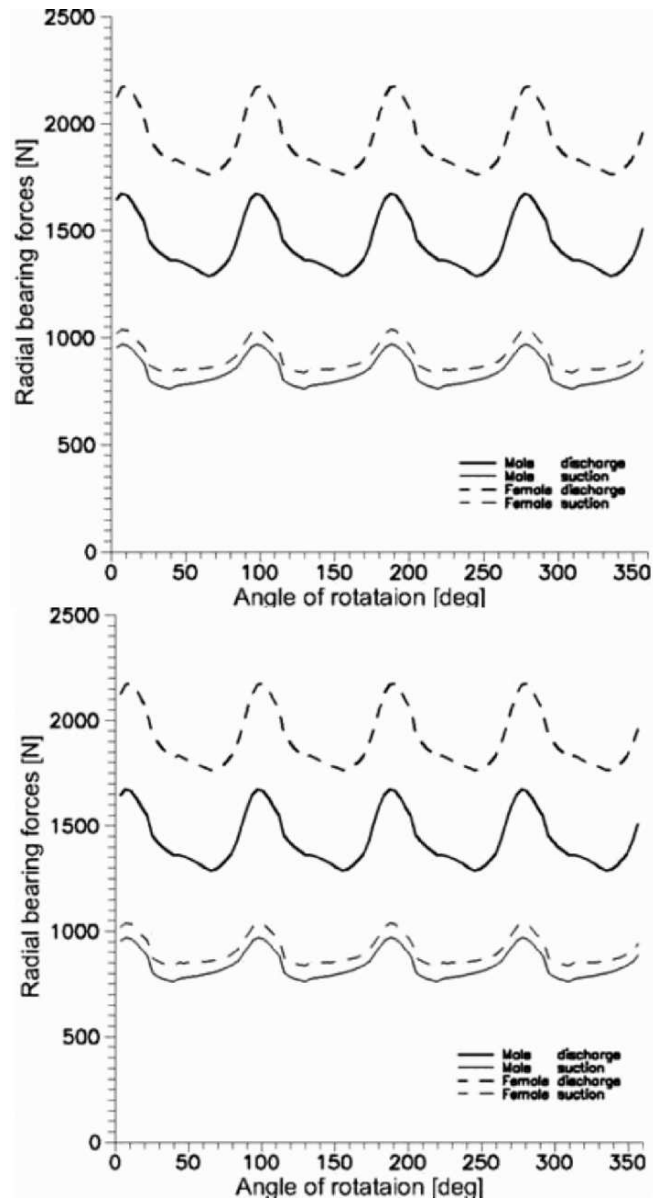 2500
2000
1500
1000
500
0
Radial bearing forces [N]
Male discharge
Male suction
Female discharge
Female suction
0 50 100 150 200 250 300 350
Angle of rotataion [deg]
2500
2000
1500
1000
500
0
Radial bearing forces [N]
Male discharge
Male suction
Female discharge
Female suction
0 50 100 150 200 250 300 350
Angle of rotataion [deg]